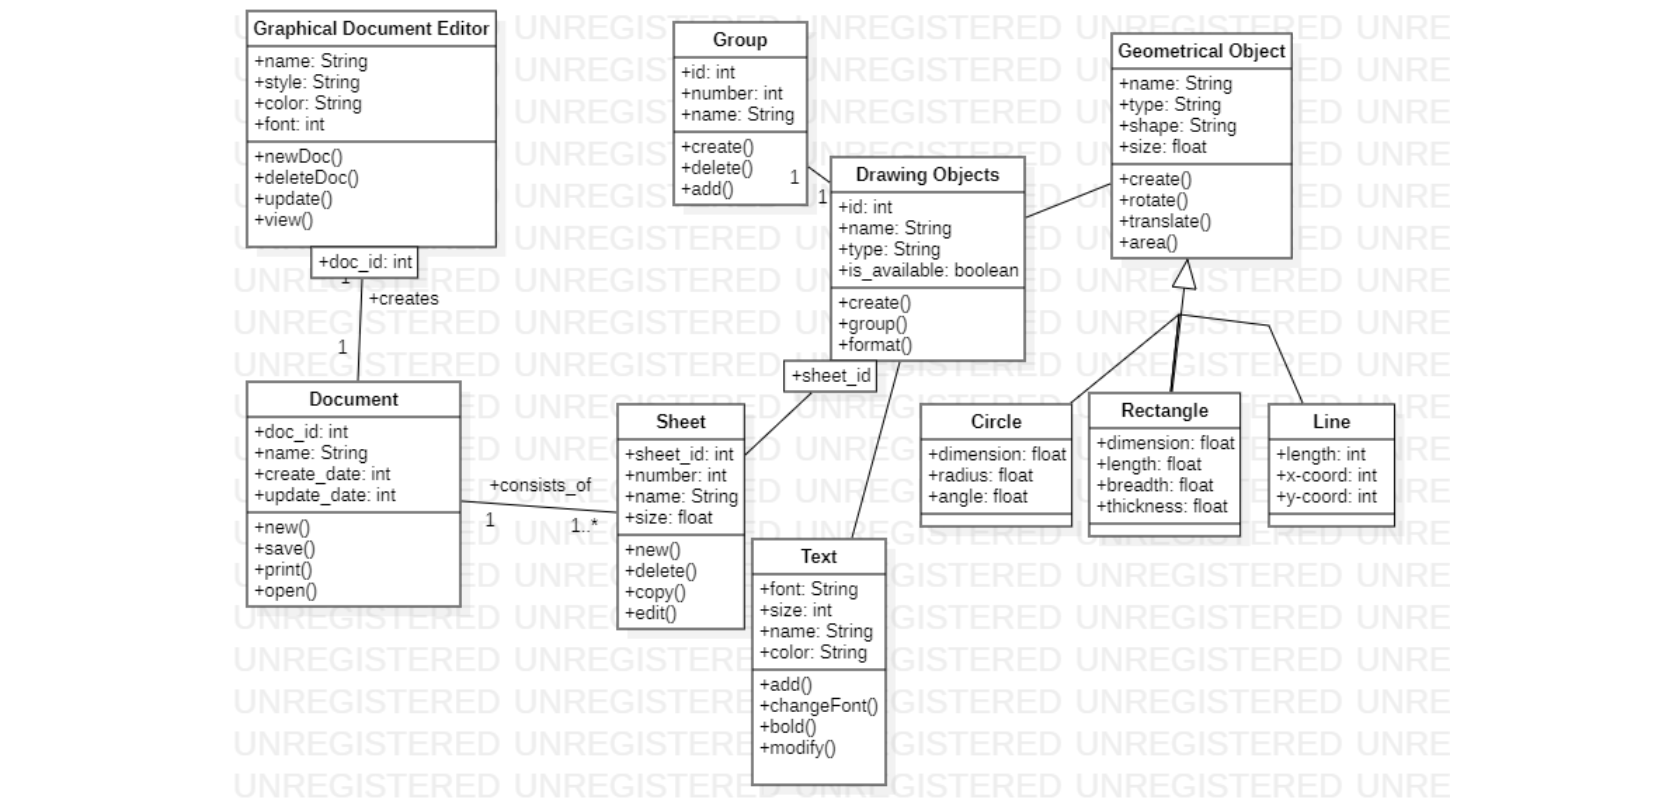 Graphical Document Editor
+name: String
+style: String
+color: String
+font: int
+newDoc()
+deleteDoc()
+update()
+view()
+doc_id: int
1
+creates
1
Document
+doc_id: int
+name: String
+create_date: int
+update_date: int
+new()
+save()
+print()
+open()
+consists_of
1
1..*
Group
+id: int
+number: int
+name: String
+create()
+delete()
+add()
1
1
Drawing Objects
+id: int
+name: String
+type: String
+is_available: boolean
+create()
+group()
+format()
+sheet_id
Sheet
+sheet_id: int
+number: int
+name: String
+size: float
+new()
+delete()
+copy()
+edit()
Text
+font: String
+size: int
+name: String
+color: String
+add()
+changeFont()
+bold()
+modify()
Geometrical Object
+name: String
+type: String
+shape: String
+size: float
+create()
+rotate()
+translate()
+area()
Circle
+dimension: float
+radius: float
+angle: float
Rectangle
+dimension: float
+length: float
+breadth: float
+thickness: float
Line
+length: int
+x-coord: int
+y-coord: int
UNREGISTERED UNREGISTERED UNREGISTERED UNREGISTERED UNRE